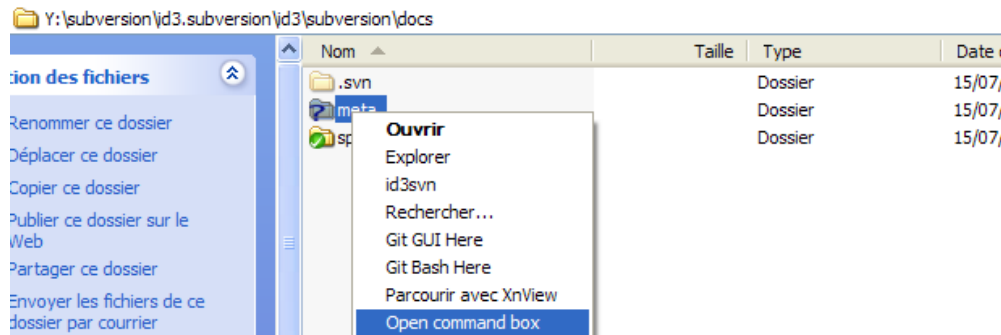 Y:\subversion\id3.subversion\id3\subversion\docs
Nom Taille Type Date
tion des fichiers
.svn Dossier 15/07/
meta Dossier 15/07/
sp Dossier 15/07/
Renommer ce dossier
Déplacer ce dossier
Copier ce dossier
Publier ce dossier sur le
Web
Partager ce dossier
Envoyer les fichiers de ce
dossier par courrier
Ouvrir
Explorer
id3svn
Rechercher...
Git GUI Here
Git Bash Here
Parcourir avec XnView
Open command box